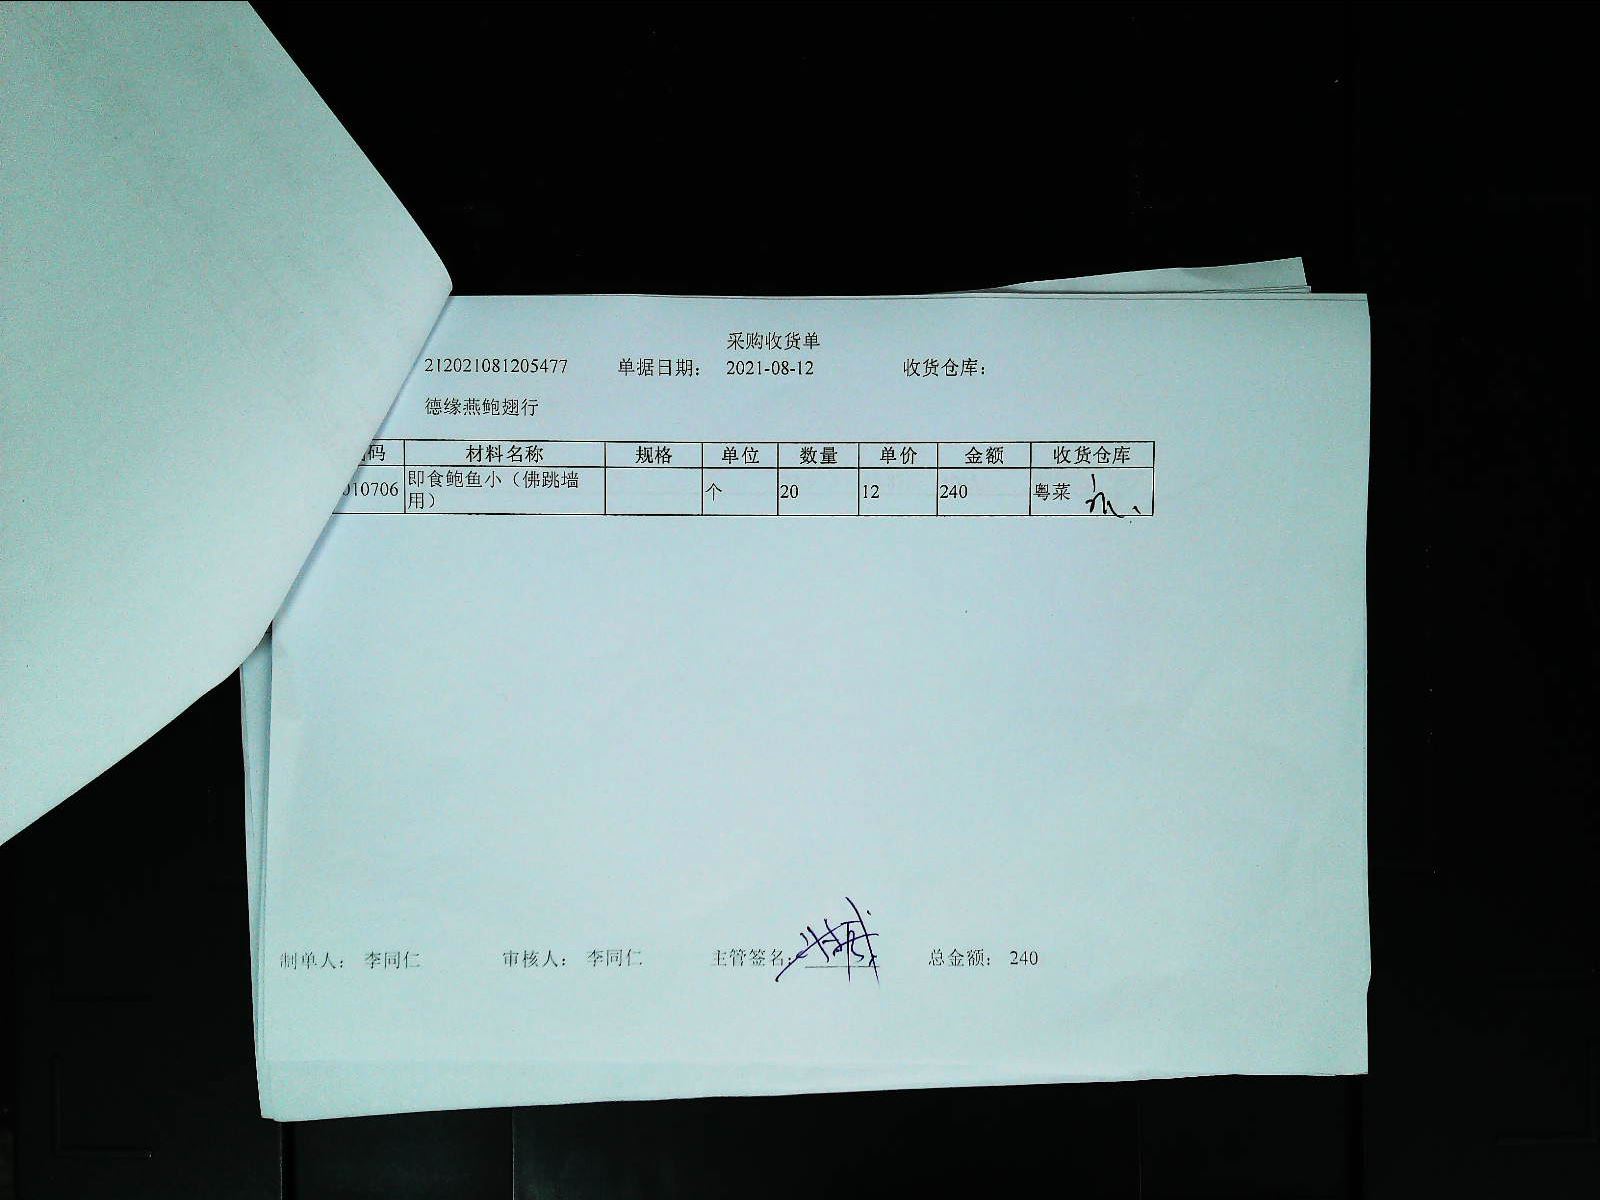 采购收货单
212021081205477 单据日期： 2021-08-12 收货仓库：
德缘燕鲍翅行
码 材料名称 规格 单位 数量 单价 金额 收货仓库
010706 即食鲍鱼小（佛跳墙用） 个 20 12 240 粤菜
制单人： 李同仁 审核人： 李同仁 主管签名： 总金额： 240